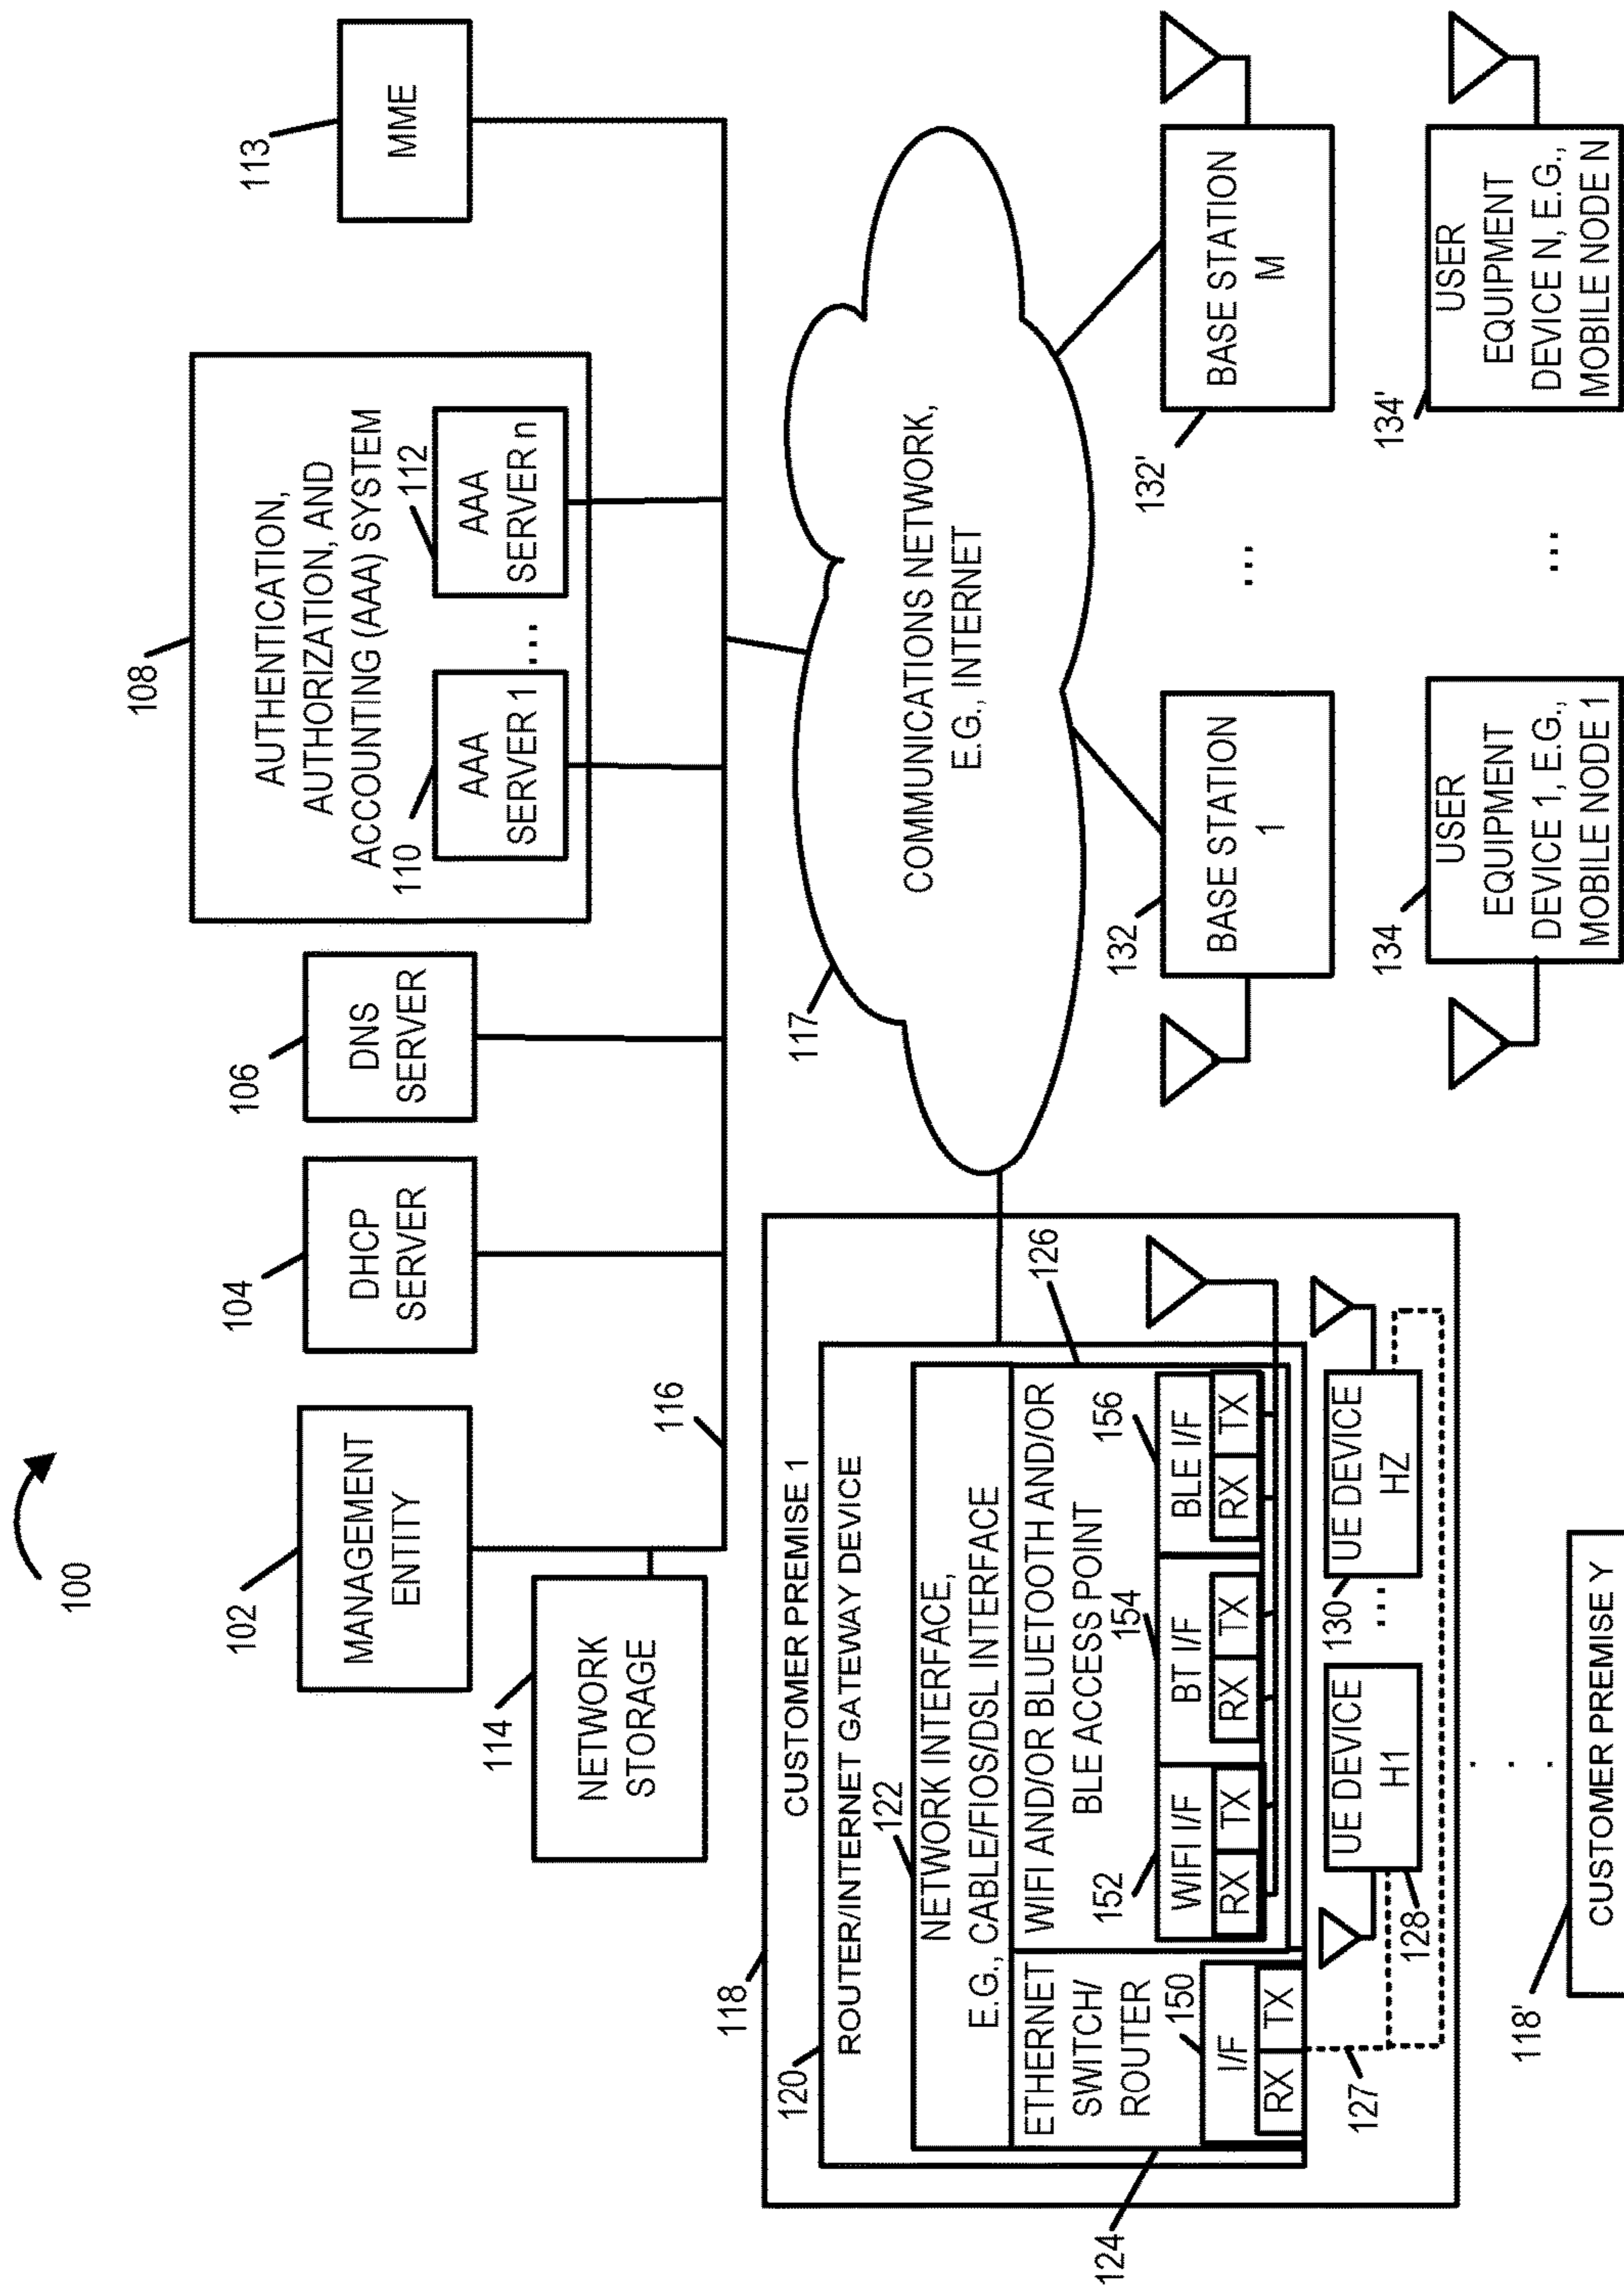 100
102
MANAGEMENT
ENTITY
104
DHCP
SERVER
106
DNS
SERVER
108
AUTHENTICATION,
AUTHORIZATION, AND
ACCOUNTING (AAA) SYSTEM
110
AAA
SERVER 1
...
112
AAA
SERVER n
113
MME
114
NETWORK
STORAGE
116
117
COMMUNICATIONS NETWORK,
E.G., INTERNET
118
CUSTOMER PREMISE 1
120
ROUTER/INTERNET GATEWAY DEVICE
122
NETWORK INTERFACE,
E.G., CABLE/FIOS/DSL INTERFACE
124
ETHERNET
SWITCH/
ROUTER
150
I/F
RX TX
126
WIFI AND/OR BLUETOOTH AND/OR
BLE ACCESS POINT
152
WIFI I/F
RX TX
154
BT I/F
RX TX
156
BLE I/F
RX TX
127
128
UE DEVICE
H1
...
130
UE DEVICE
HZ
. . .
118'
CUSTOMER PREMISE Y
132
BASE STATION
1
...
132'
BASE STATION
M
134
USER
EQUIPMENT
DEVICE 1, E.G.,
MOBILE NODE 1
...
134'
USER
EQUIPMENT
DEVICE N, E.G.,
MOBILE NODE N